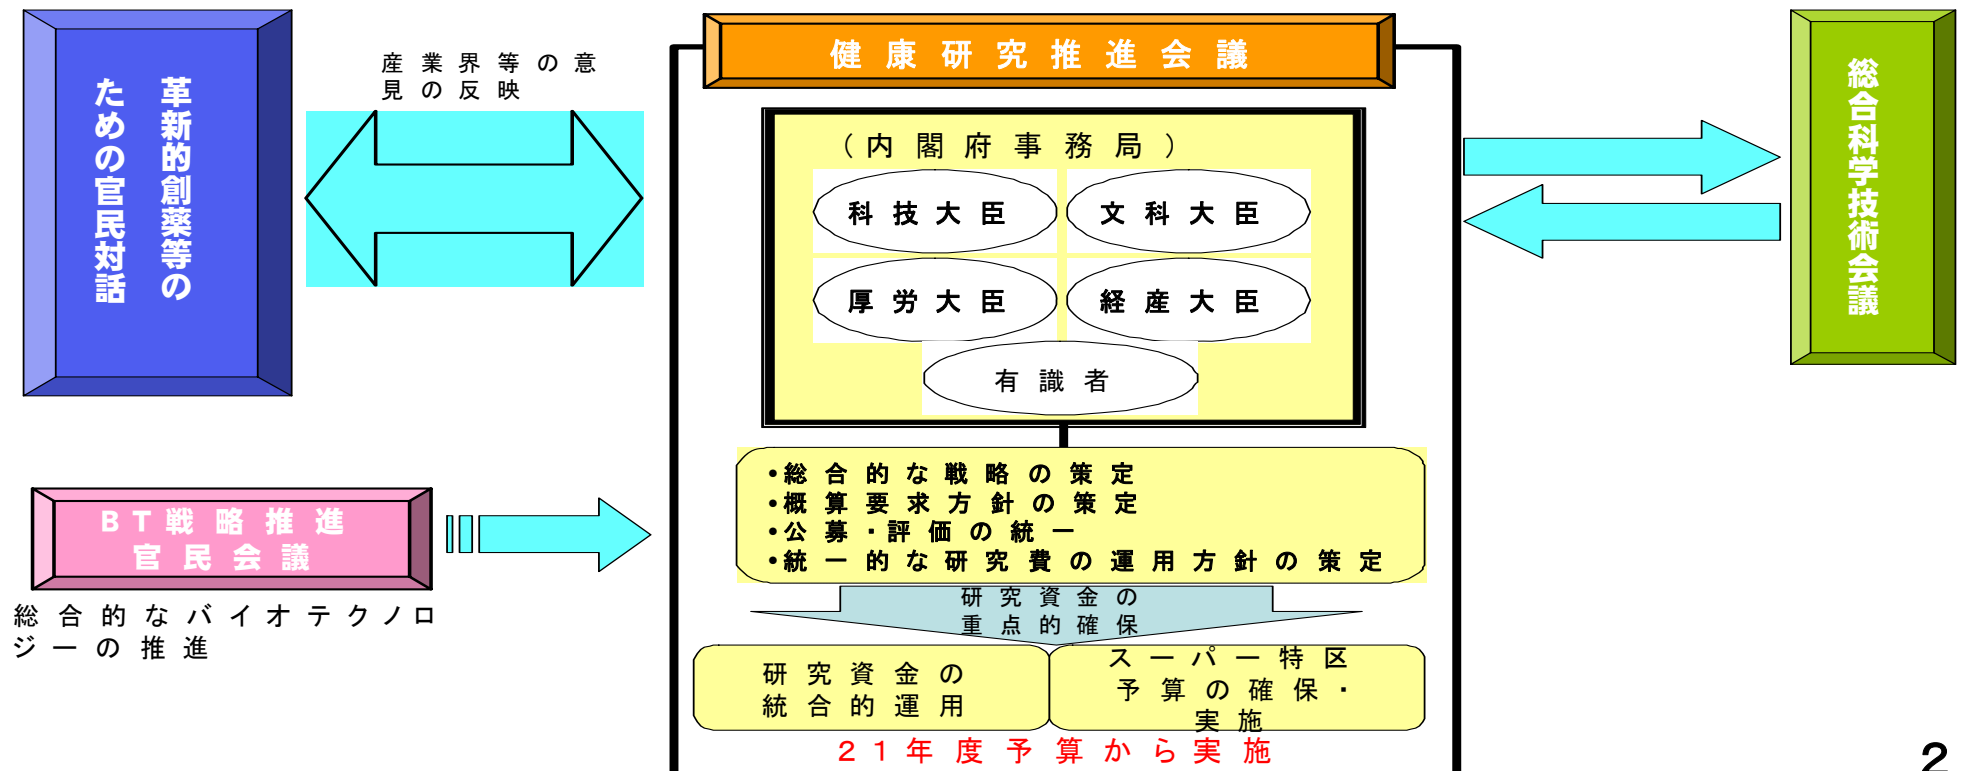 革新的創薬等の
ための官民対話
産業界等の意
見の反映
健康研究推進会議
（内閣府事務局）
科技大臣
文科大臣
厚労大臣
経産大臣
有識者
総合科学技術会議
•総合的な戦略の策定
•概算要求方針の策定
•公募・評価の統一
•統一的な研究費の運用方針の策定
BT戦略推進
官民会議
総合的なバイオテクノロ
ジーの推進
研究資金の
重点的確保
研究資金の
統合的運用
スーパー特区
予算の確保・
実施
21年度予算から実施
2